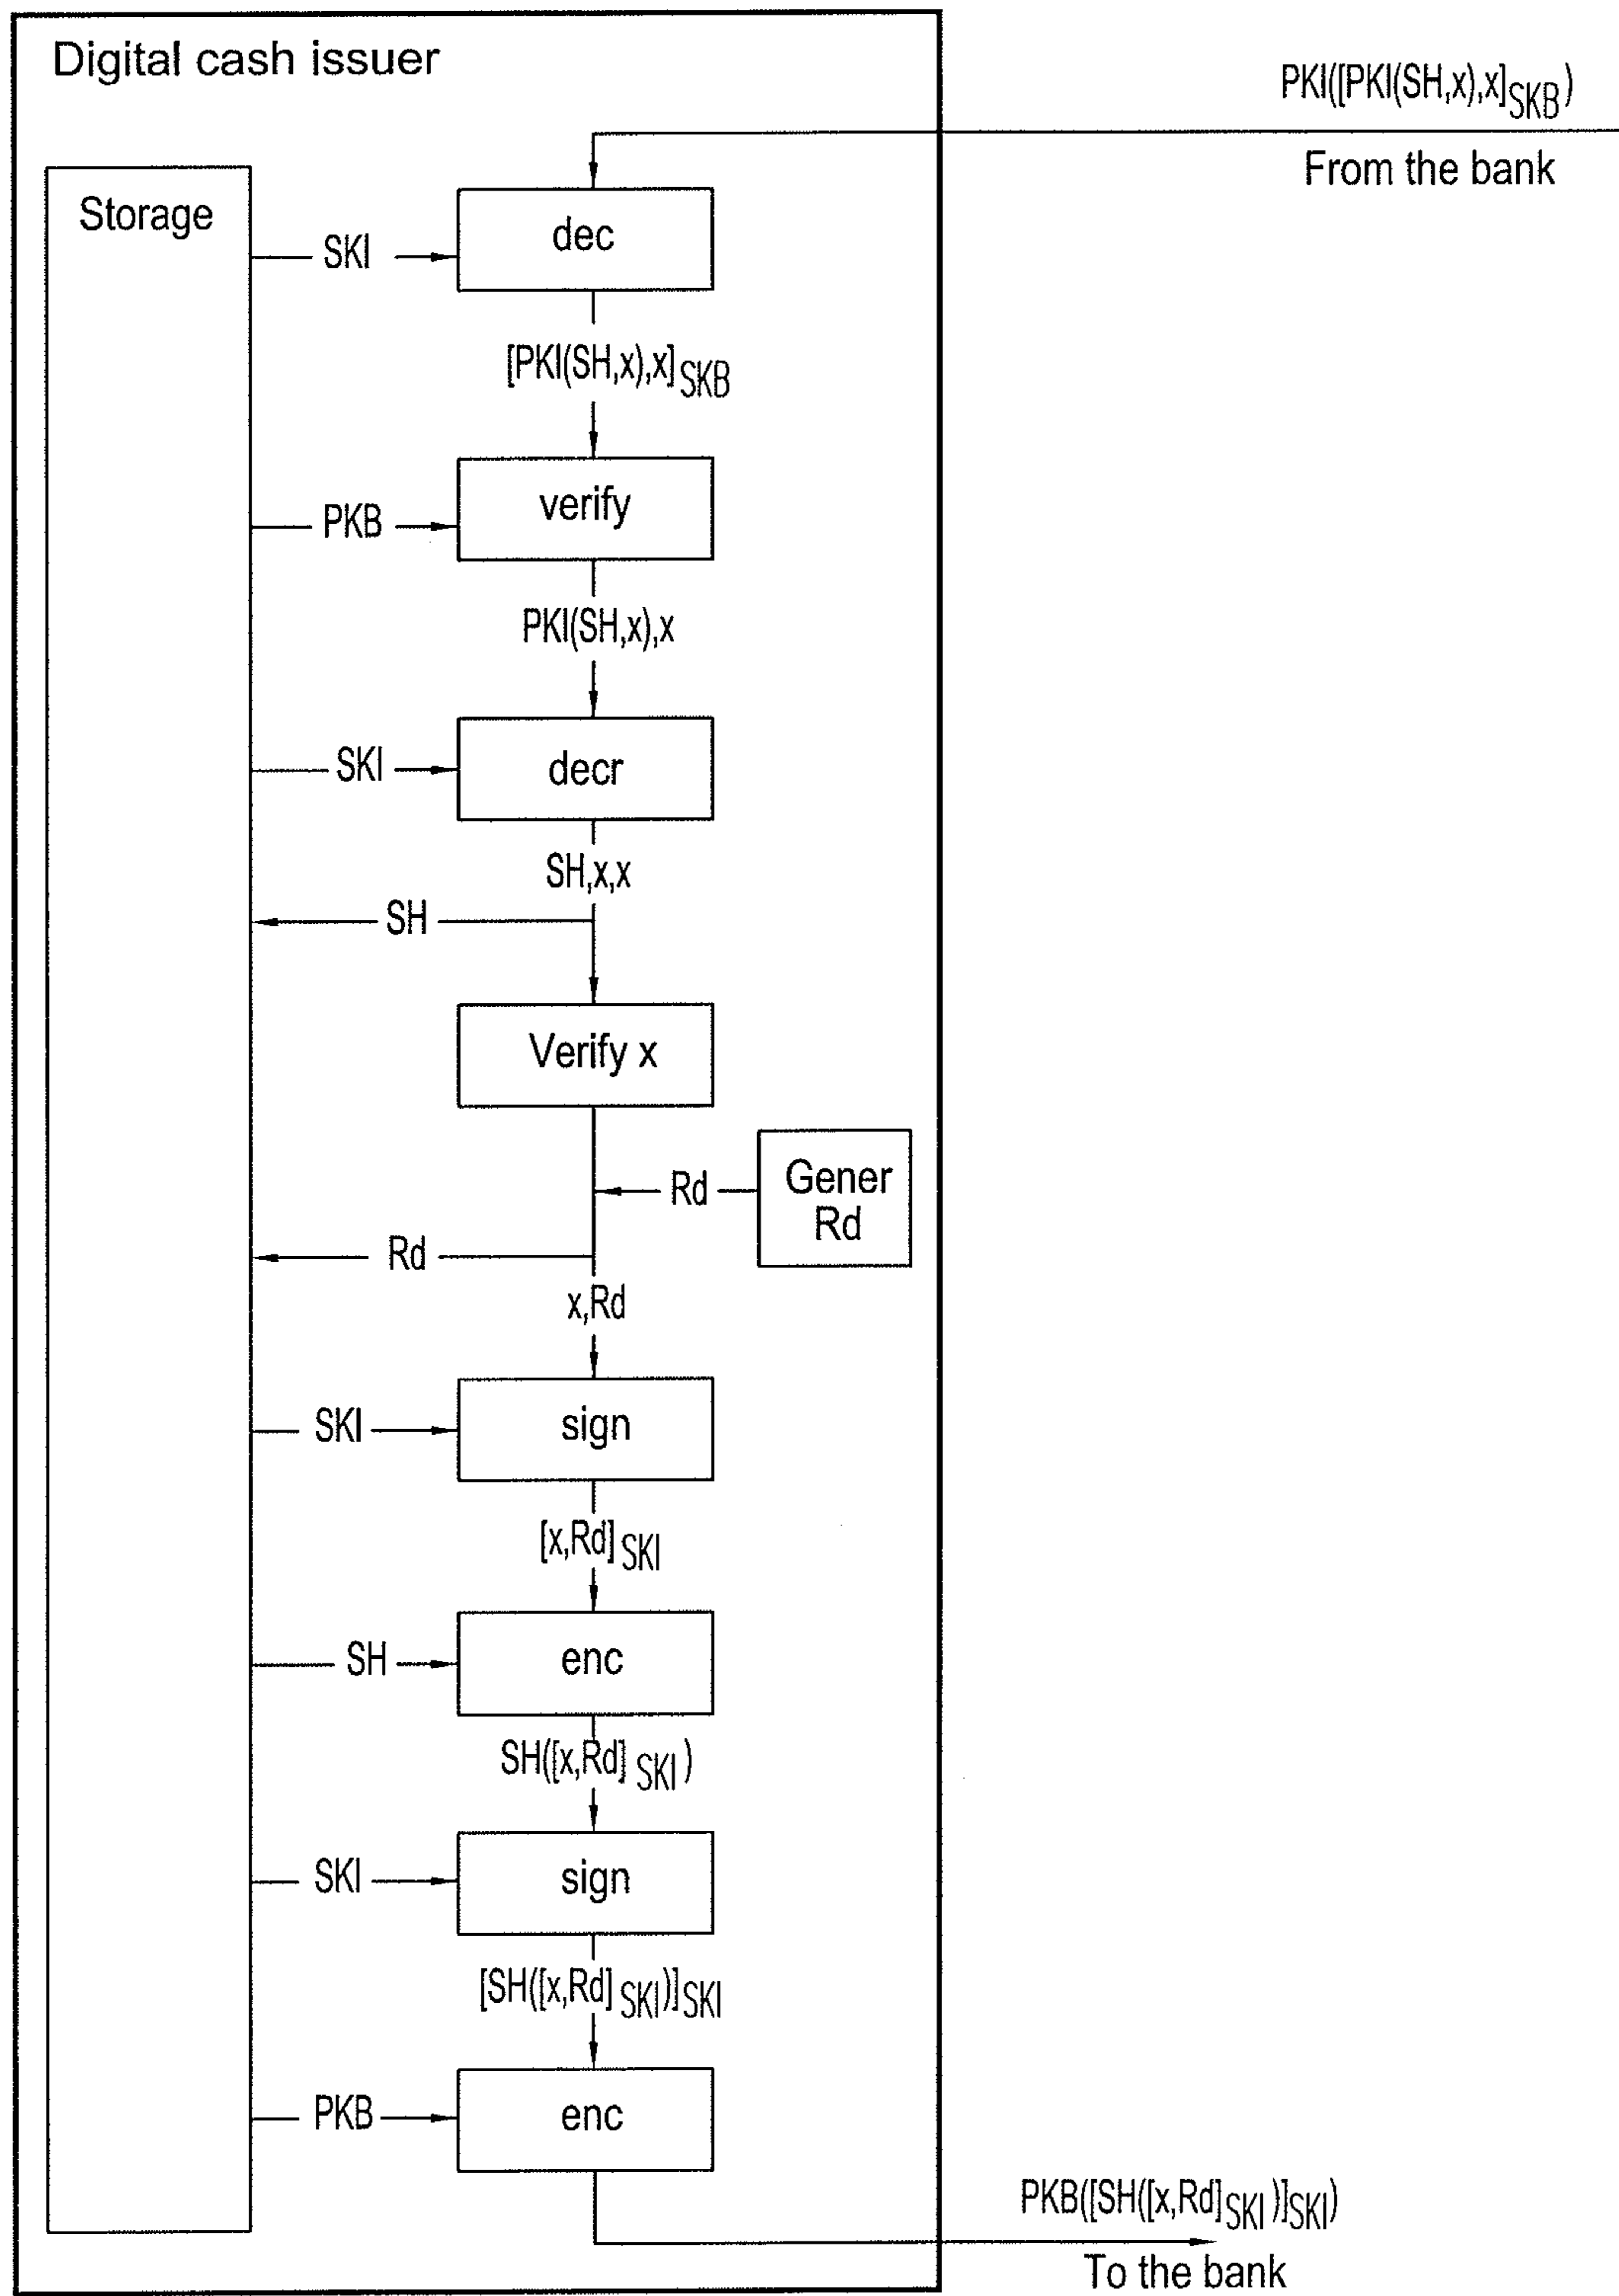 Digital cash issuer
PKI([PKI(SH,x),x]SKB)
From the bank
Storage
SKI
dec
[PKI(SH,x),x]SKB
PKB
verify
PKI(SH,x),x
SKI
decr
SH,x,x
SH
Verify x
Rd
Gener
Rd
Rd
x,Rd
SKI
sign
[x,Rd]SKI
SH
enc
SH([x,Rd]SKI)
SKI
sign
[SH([x,Rd]SKI)]SKI
PKB
enc
PKB([SH([x,Rd]SKI)]SKI)
To the bank